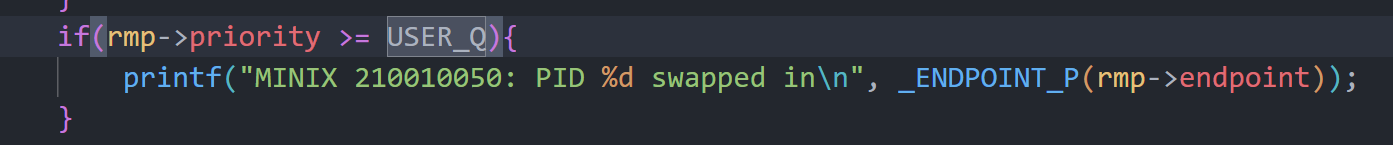 }
if(rmp->priority >= USER_Q){
printf("MINIX 210010050: PID %d swapped in\n", _ENDPOINT_P(rmp->endpoint));
}